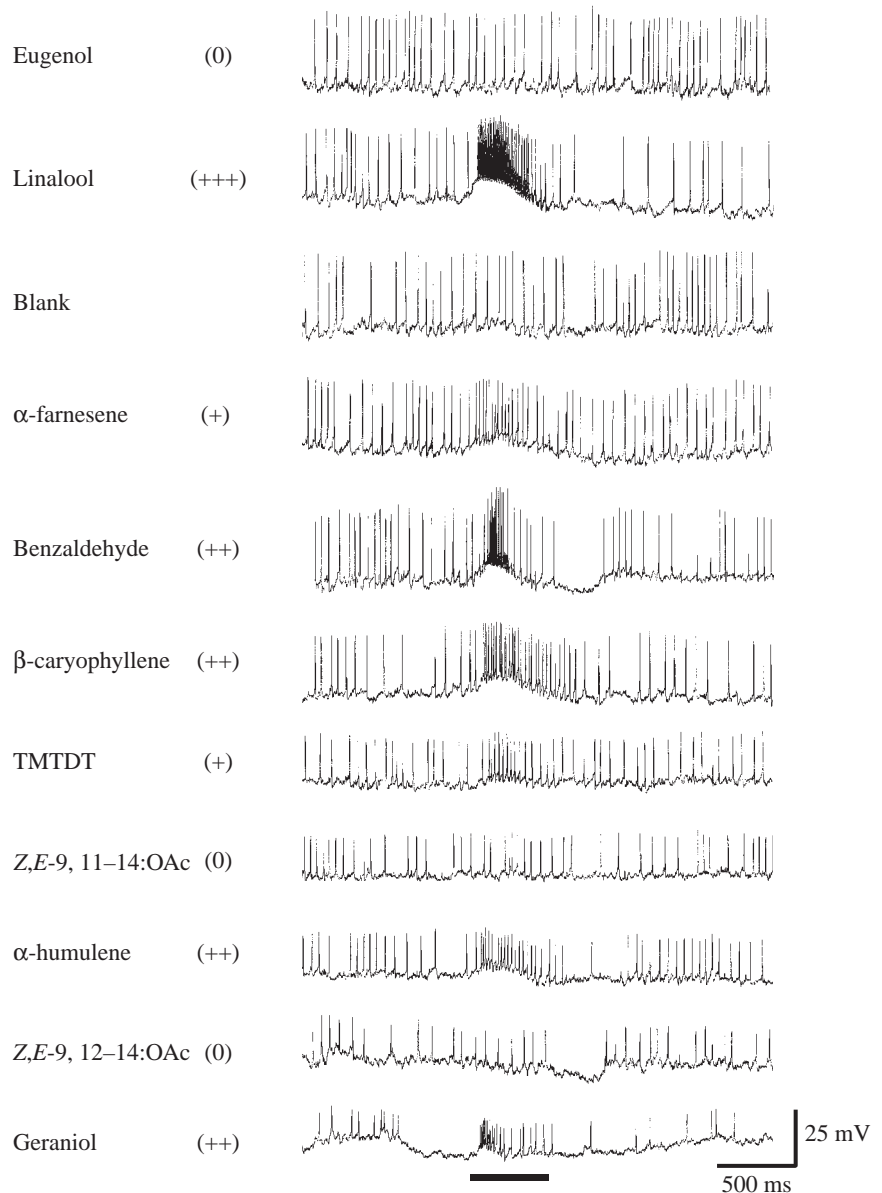 Eugenol (0)
Linalool (+++)
Blank
α-farnesene (+)
Benzaldehyde (++)
β-caryophyllene (++)
TMTDT (+)
Z,E-9, 11–14:OAc (0)
α-humulene (++)
Z,E-9, 12–14:OAc (0)
Geraniol (++)
25 mV
500 ms